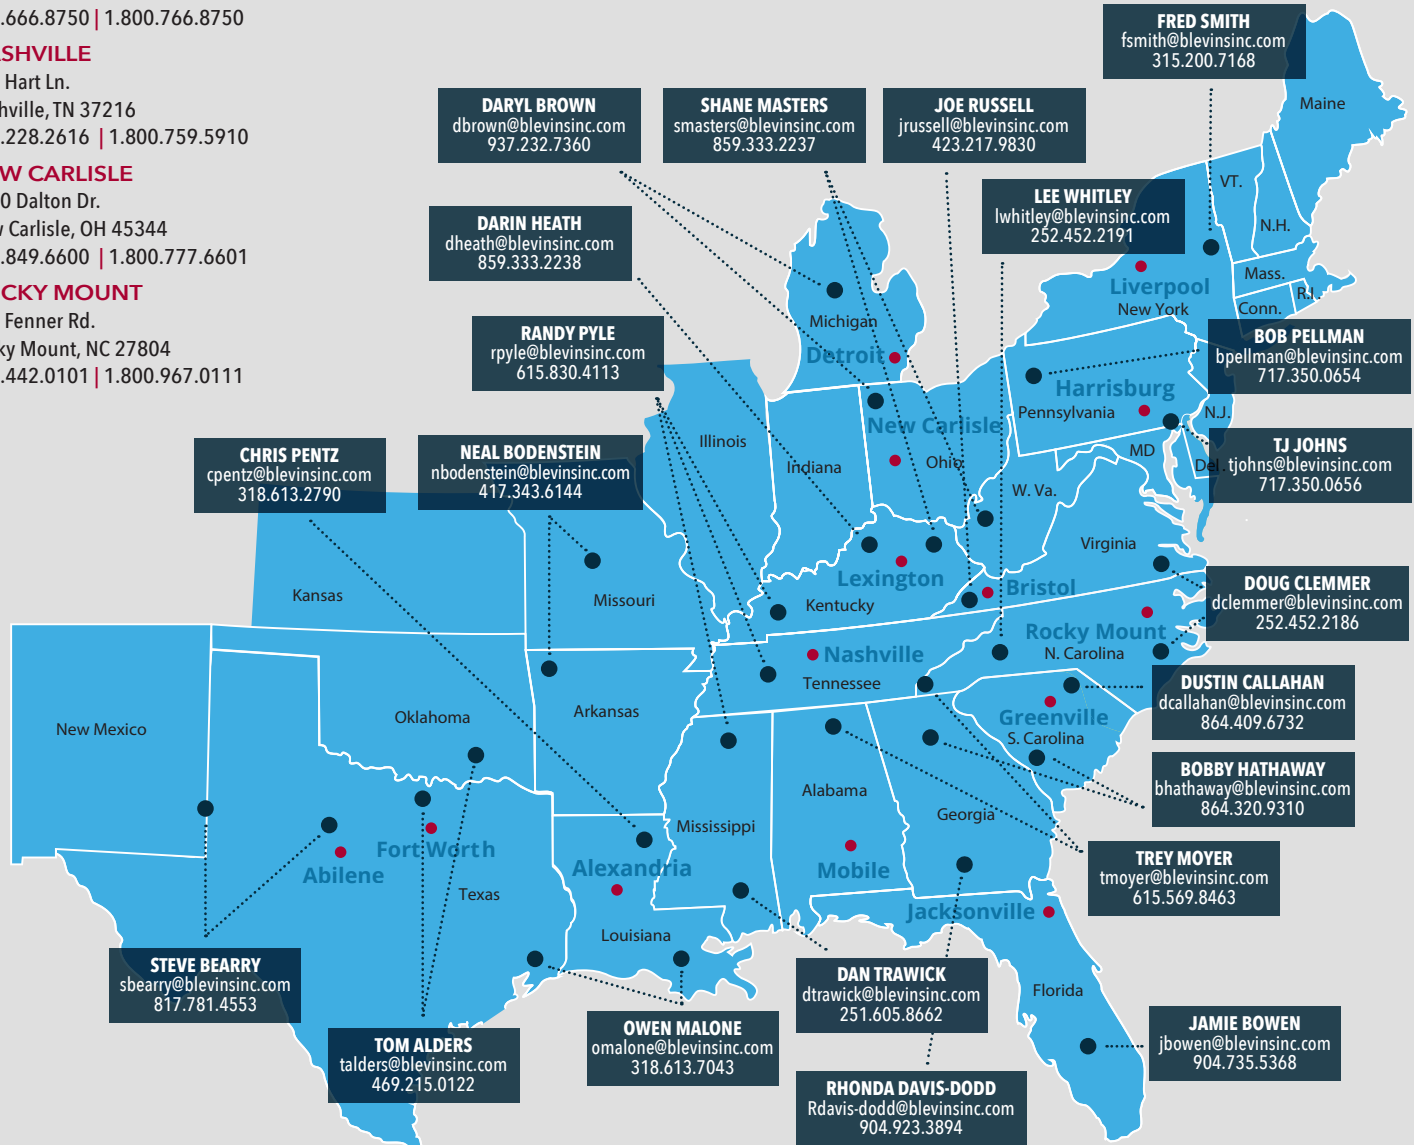 .666.8750 | 1.800.766.8750
SHVILLE
Hart Ln.
hville, TN 37216
.228.2616 | 1.800.759.5910
W CARLISLE
0 Dalton Dr.
Carlisle, OH 45344
.849.6600 | 1.800.777.6601
CKY MOUNT
Fenner Rd.
ky Mount, NC 27804
.442.0101 | 1.800.967.0111
FRED SMITH
fsmith@blevinsinc.com
315.200.7168
DARYL BROWN
dbrown@blevinsinc.com
937.232.7360
SHANE MASTERS
smasters@blevinsinc.com
859.333.2237
JOE RUSSELL
jrussell@blevinsinc.com
423.217.9830
LEE WHITLEY
lwhitley@blevinsinc.com
252.452.2191
DARIN HEATH
dheath@blevinsinc.com
859.333.2238
RANDY PYLE
rpyle@blevinsinc.com
615.830.4113
BOB PELLMAN
bpellman@blevinsinc.com
717.350.0654
TJ JOHNS
tjohns@blevinsinc.com
717.350.0656
CHRIS PENTZ
cpentz@blevinsinc.com
318.613.2790
NEAL BODENSTEIN
nbodenstein@blevinsinc.com
417.343.6144
DOUG CLEMMER
dclemmer@blevinsinc.com
252.452.2186
DUSTIN CALLAHAN
dcallahan@blevinsinc.com
864.409.6732
BOBBY HATHAWAY
bhathaway@blevinsinc.com
864.320.9310
TREY MOYER
tmoyer@blevinsinc.com
615.569.8463
STEVE BEARRY
sbearry@blevinsinc.com
817.781.4553
TOM ALDERS
talders@blevinsinc.com
469.215.0122
OWEN MALONE
omalone@blevinsinc.com
318.613.7043
DAN TRAWICK
dtrawick@blevinsinc.com
251.605.8662
RHONDA DAVIS-DODD
Rdavis-dodd@blevinsinc.com
904.923.3894
JAMIE BOWEN
jbowen@blevinsinc.com
904.735.5368
Maine
VT.
N.H.
Mass.
R.I.
Conn.
Liverpool
New York
Michigan
Detroit
Harrisburg
Pennsylvania
N.J.
MD
Del.
New Carlisle
Ohio
Illinois
Indiana
W. Va.
Virginia
Lexington
Kentucky
Bristol
Rocky Mount
N. Carolina
Kansas
Missouri
Nashville
Tennessee
Greenville
S. Carolina
New Mexico
Oklahoma
Arkansas
Alabama
Georgia
Mississippi
Fort Worth
Abilene
Texas
Alexandria
Louisiana
Mobile
Jacksonville
Florida